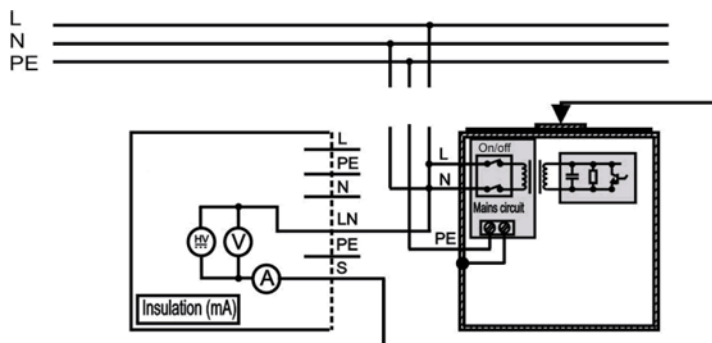 L
N
PE
L
PE
N
LN
PE
S
HV
V
A
Insulation (mA)
On/off
L
N
Mains circuit
PE